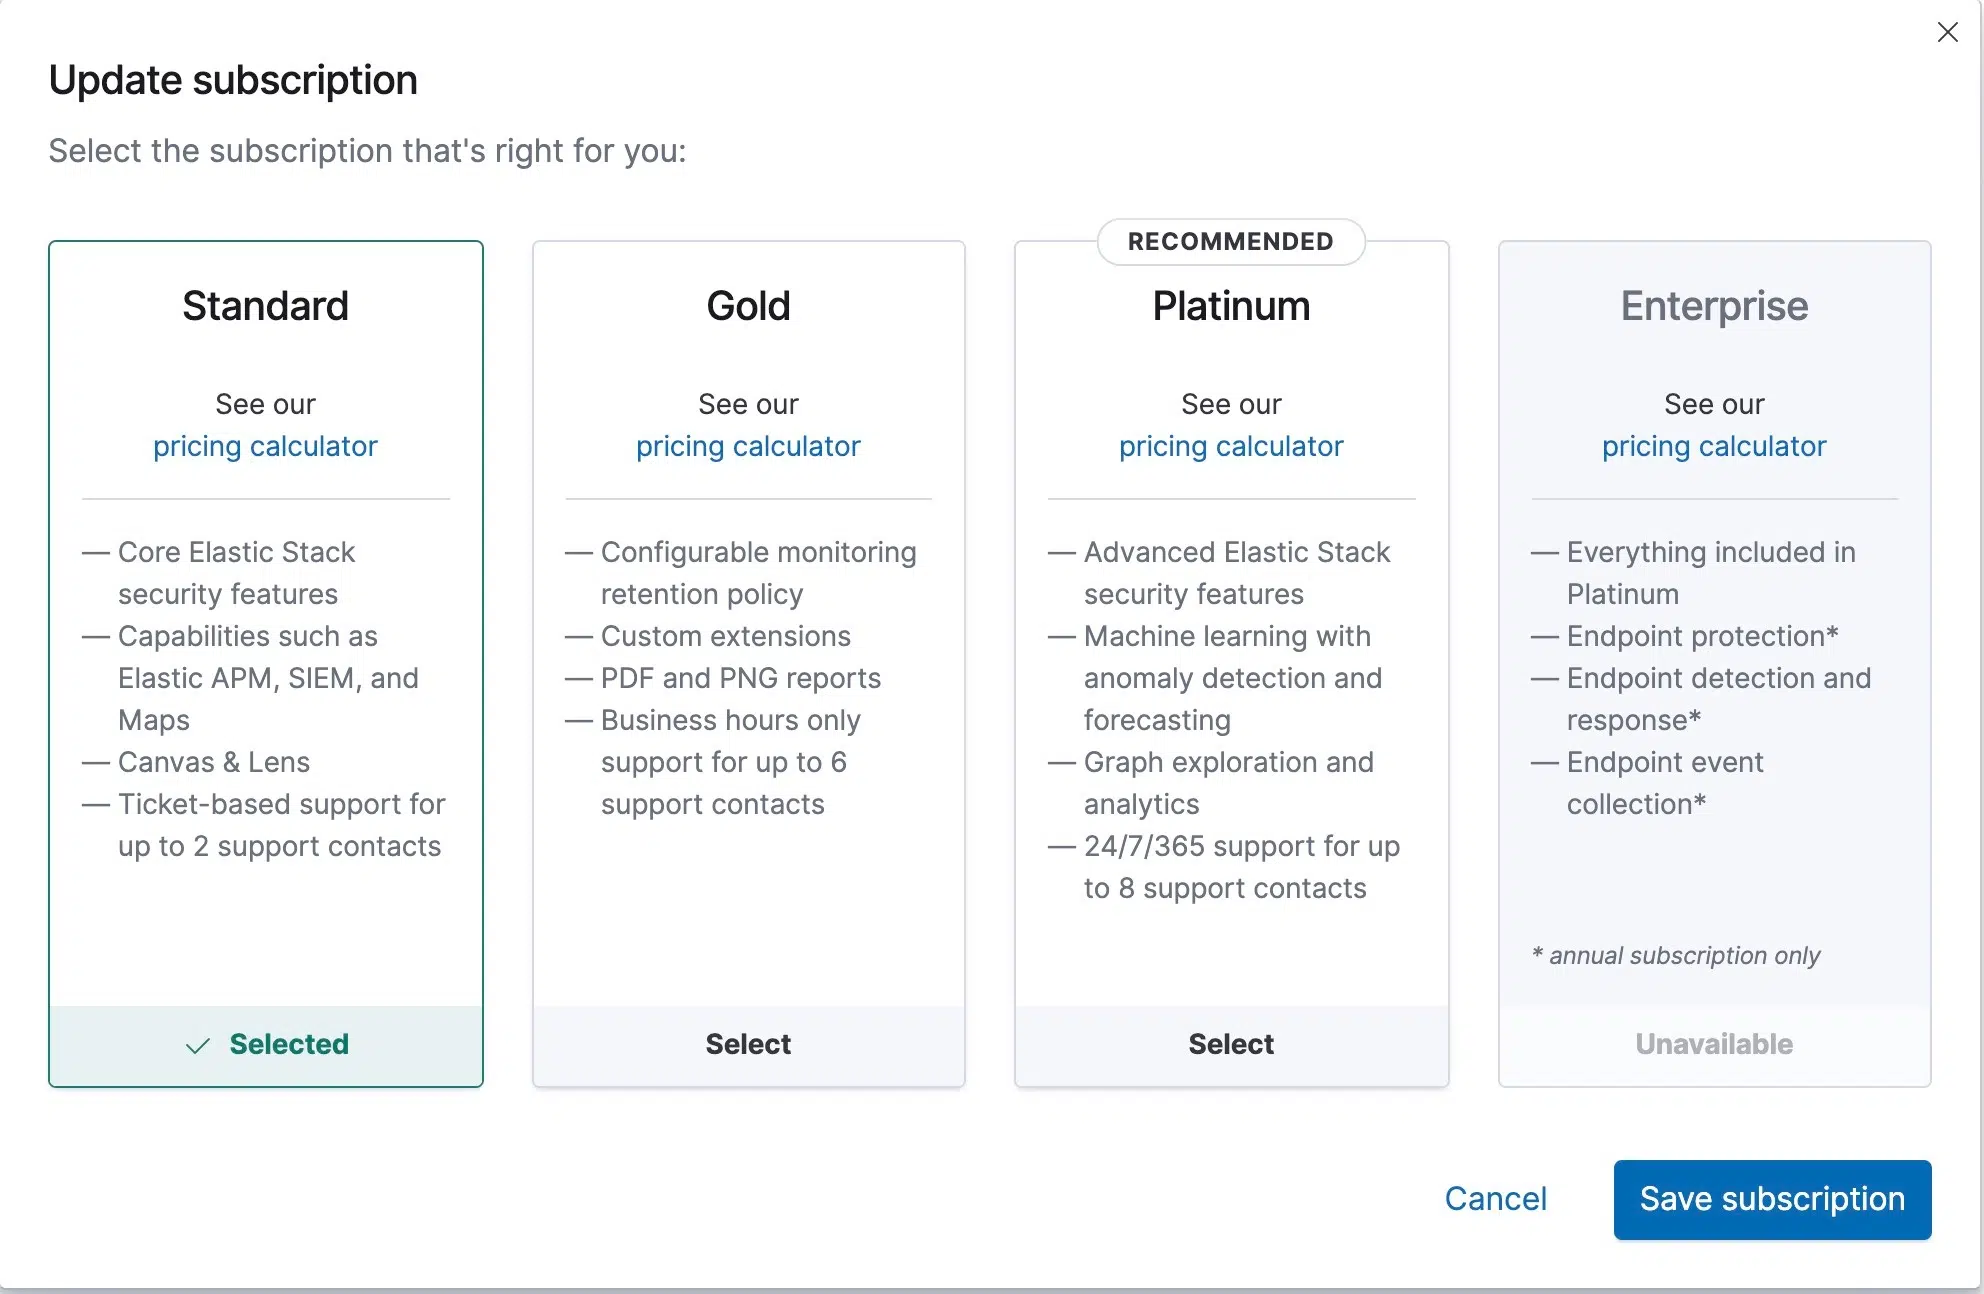 Update subscription
Select the subscription that's right for you:
Standard
See our
pricing calculator
— Core Elastic Stack
security features
— Capabilities such as
Elastic APM, SIEM, and
Maps
— Canvas & Lens
— Ticket-based support for
up to 2 support contacts
Selected
Gold
See our
pricing calculator
— Configurable monitoring
retention policy
— Custom extensions
— PDF and PNG reports
— Business hours only
support for up to 6
support contacts
Select
RECOMMENDED
Platinum
See our
pricing calculator
— Advanced Elastic Stack
security features
— Machine learning with
anomaly detection and
forecasting
— Graph exploration and
analytics
— 24/7/365 support for up
to 8 support contacts
Select
Enterprise
See our
pricing calculator
— Everything included in
Platinum
— Endpoint protection*
— Endpoint detection and
response*
— Endpoint event
collection*
* annual subscription only
Unavailable
Cancel
Save subscription